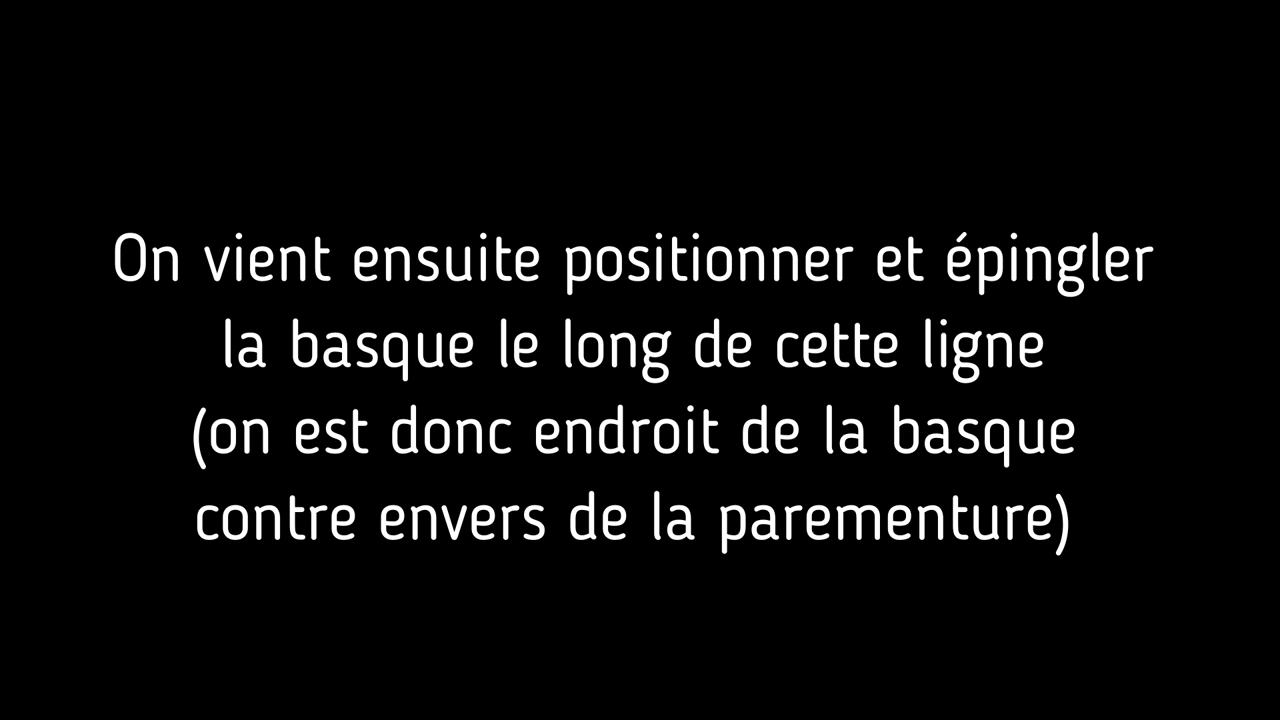 On vient ensuite positionner et épingler
la basque le long de cette ligne
(on est donc endroit de la basque
contre envers de la parementure)